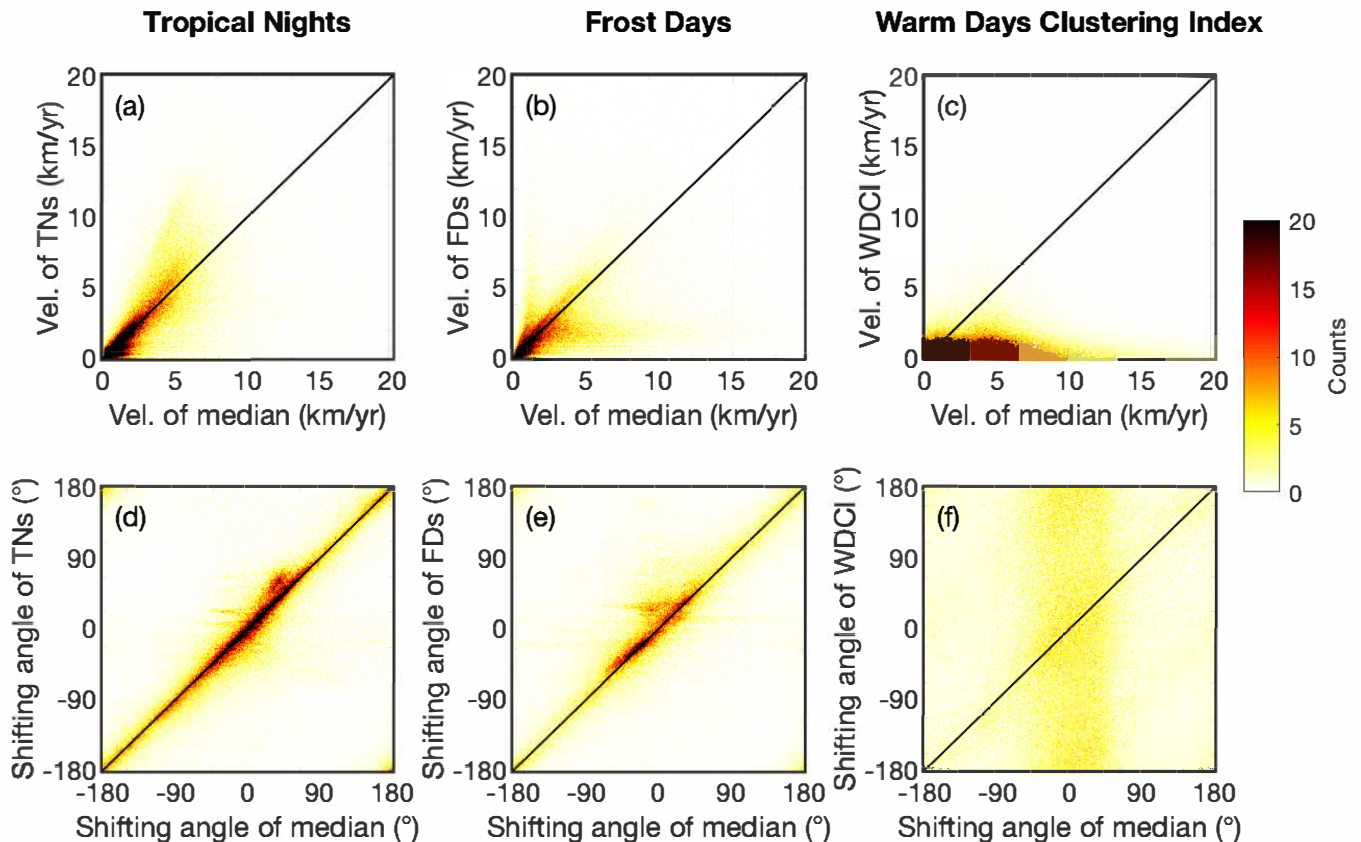 Tropical Nights
Frost Days
Warm Days Clustering Index
(a)
Vel. of TNs (km/yr)
20
15
10
5
0
0 5 10 15 20
Vel. of median (km/yr)
(b)
Vel. of FDs (km/yr)
20
15
10
5
0
0 5 10 15 20
Vel. of median (km/yr)
(c)
Vel. of WDCI (km/yr)
20
15
10
5
0
0 5 10 15 20
Vel. of median (km/yr)
20
15
10
5
0
Counts
(d)
Shifting angle of TNs (°)
180
90
0
-90
-180
-180 -90 0 90 180
Shifting angle of median (°)
(e)
Shifting angle of FDs (°)
180
90
0
-90
-180
-180 -90 0 90 180
Shifting angle of median (°)
(f)
Shifting angle of WDCI (°)
180
90
0
-90
-180
-180 -90 0 90 180
Shifting angle of median (°)